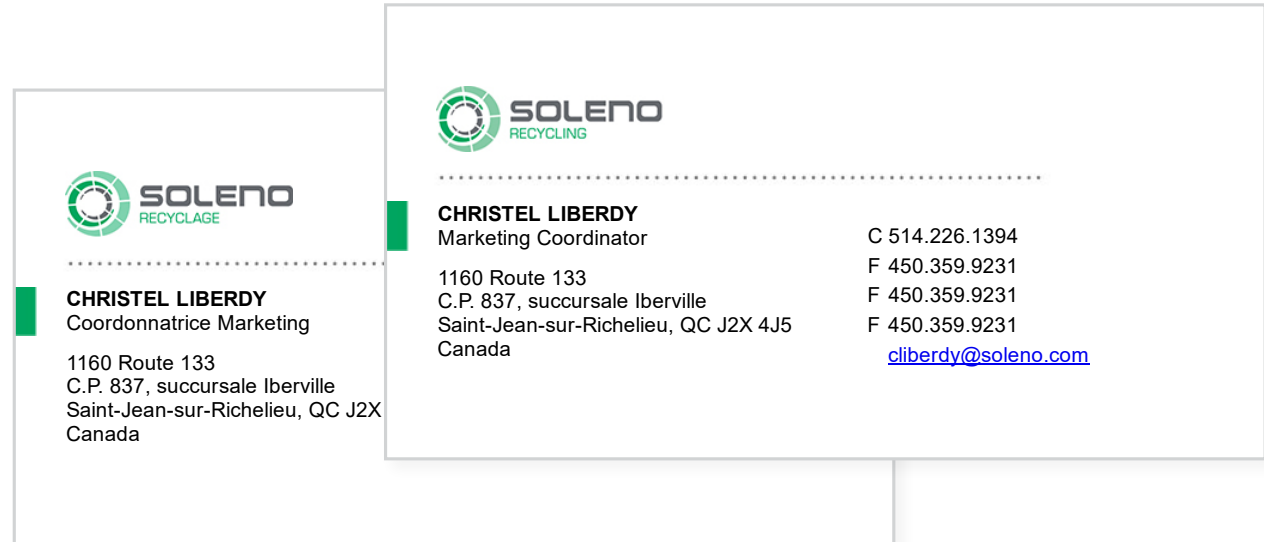 SOLENO
RECYCLING
CHRISTEL LIBERDY
Marketing Coordinator
1160 Route 133
C.P. 837, succursale Iberville
Saint-Jean-sur-Richelieu, QC J2X 4J5
Canada
C 514.226.1394
F 450.359.9231
F 450.359.9231
F 450.359.9231
cliberdy@soleno.com
SOLENO
RECYCLAGE
CHRISTEL LIBERDY
Coordonnatrice Marketing
1160 Route 133
C.P. 837, succursale Iberville
Saint-Jean-sur-Richelieu, QC J2X
Canada